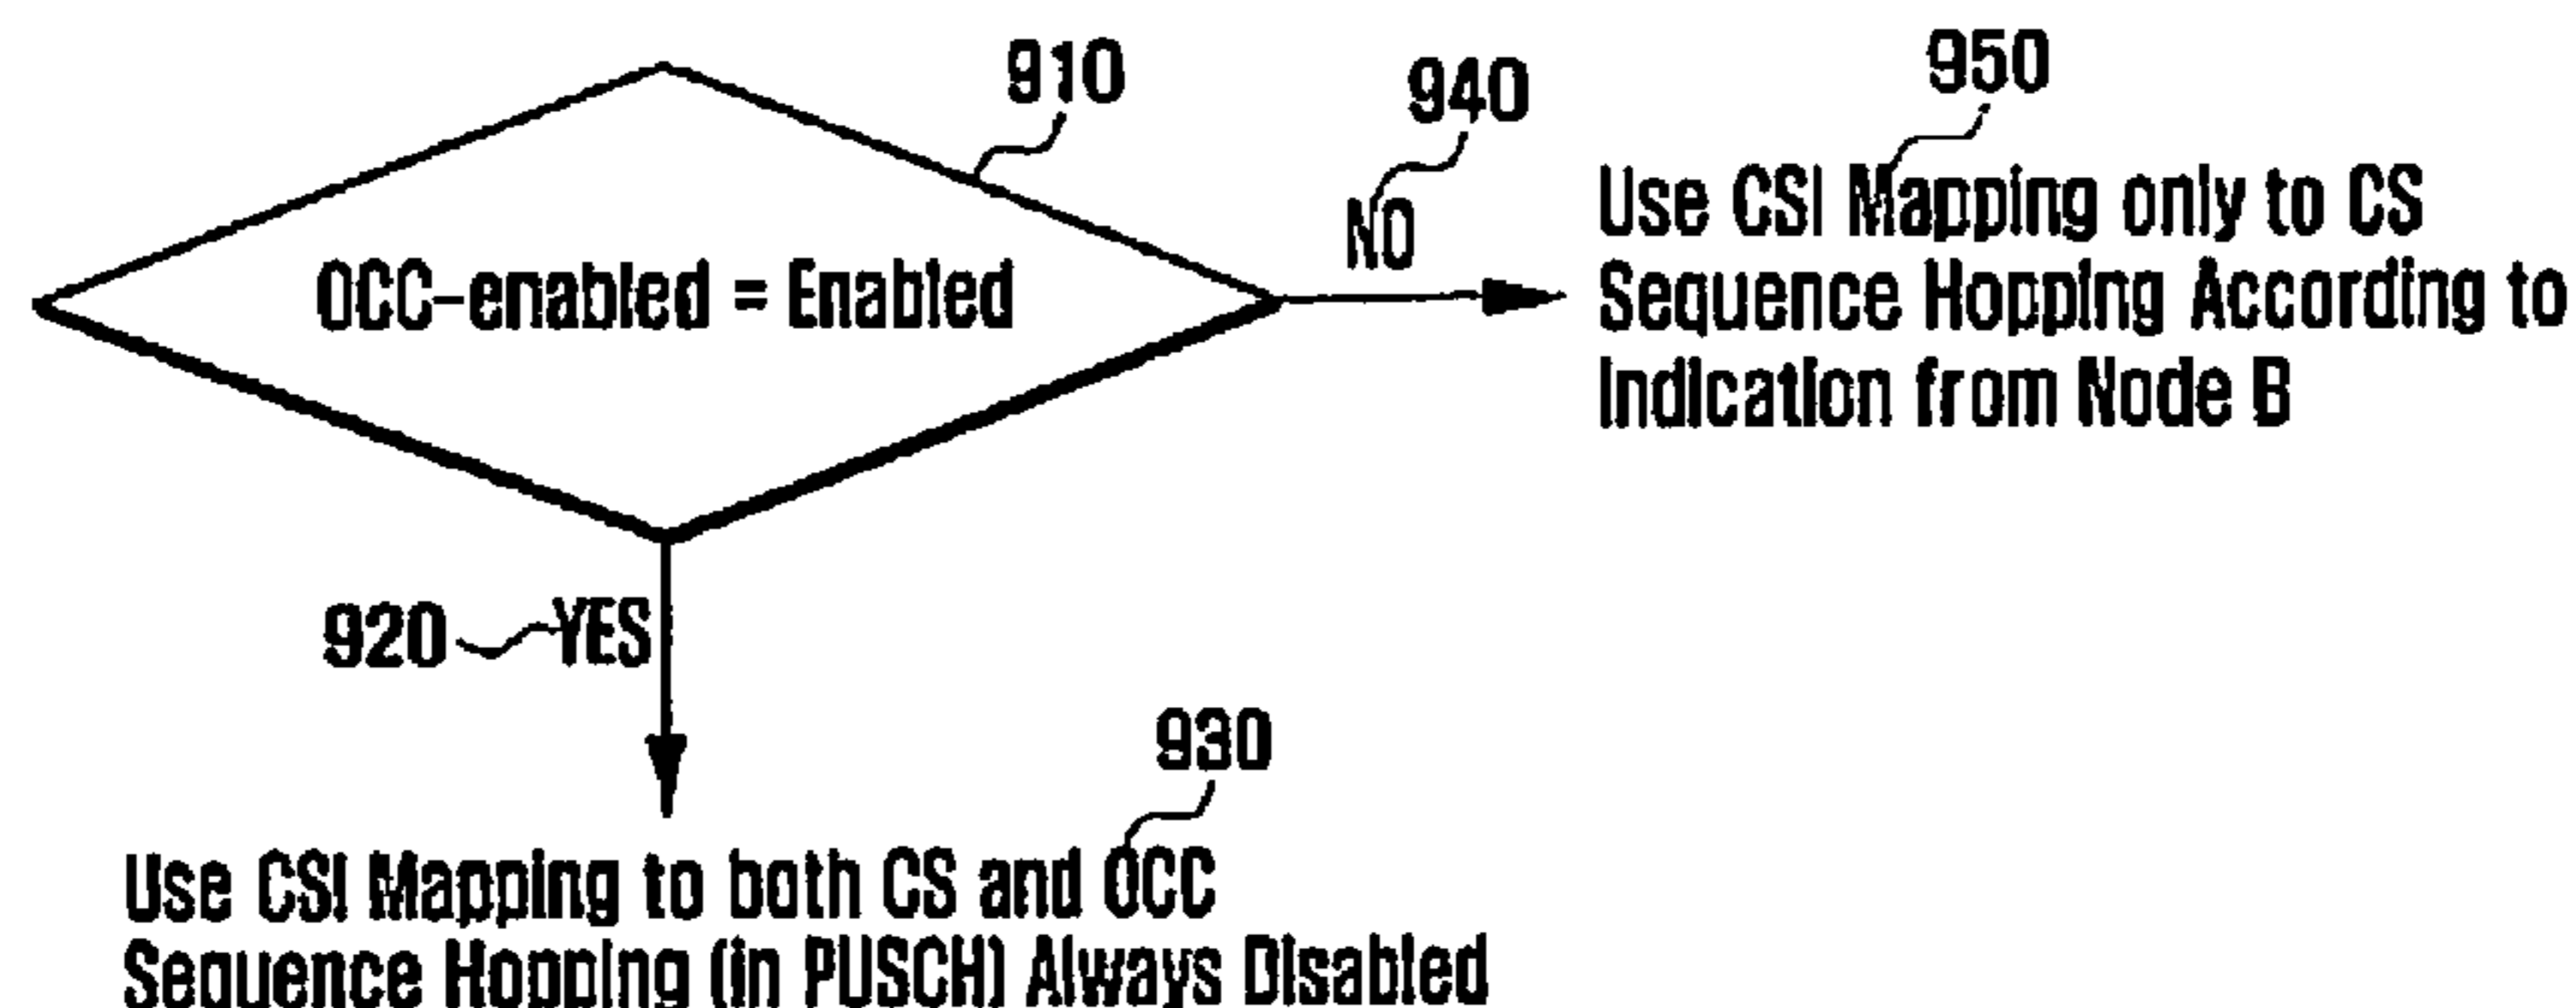 910
940
950
OCC-enabled = Enabled
NO
Use CSI Mapping only to CS
Sequence Hopping According to
Indication from Node B
920
YES
930
Use CSI Mapping to both CS and OCC
Sequence Hopping (in PUSCH) Always Disabled